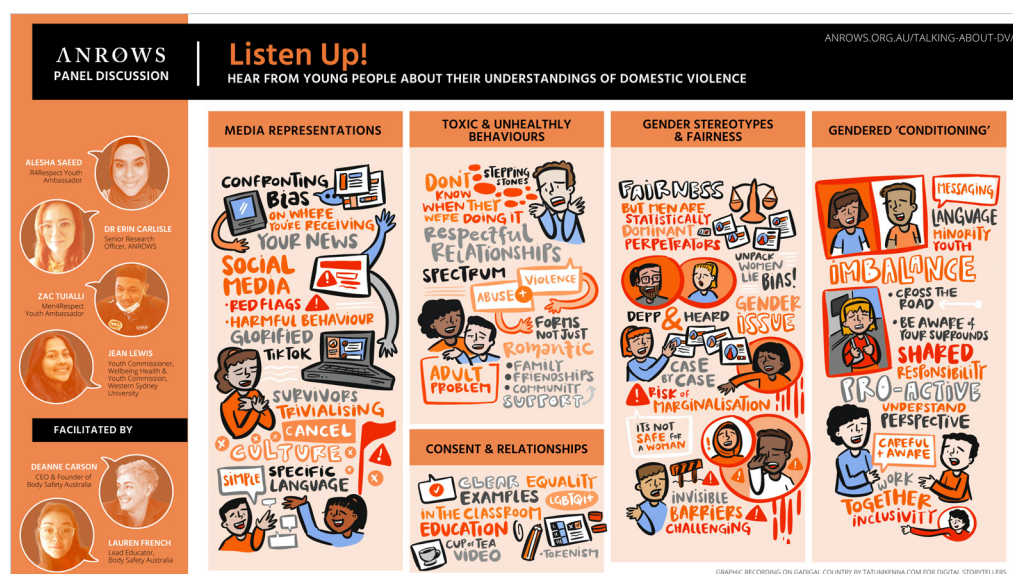 ANROWS
PANEL DISCUSSION
Listen Up!
HEAR FROM YOUNG PEOPLE ABOUT THEIR UNDERSTANDINGS OF DOMESTIC VIOLENCE
ANROWS.ORG.AU/TALKING-ABOUT-DV/
ALESHA SAEED
R4Respect Youth
Ambassador
DR ERIN CARLISLE
Senior Research
Officer, ANROWS
ZAC TUIALLI
Men4Respect
Youth Ambassador
JEAN LEWIS
Youth Commissioner,
Wellbeing Health &
Youth Commission,
Western Sydney
University
FACILITATED BY
DEANNE CARSON
CEO & Founder of
Body Safety Australia
LAUREN FRENCH
Lead Educator,
Body Safety Australia
MEDIA REPRESENTATIONS
CONFRONTING
BIAS
ON WHERE
YOU'RE RECEIVING
YOUR NEWS
SOCIAL
MEDIA
• RED FLAGS
• HARMFUL BEHAVIOUR
GLORIFIED
TIKTOK
SURVIVORS
TRIVIALISING
CANCEL
CULTURE
SIMPLE
SPECIFIC
LANGUAGE
TOXIC & UNHEALTHLY
BEHAVIOURS
DON'T
KNOW
WHEN THEY
WERE DOING IT
STEPPING
STONES
RESPECTFUL
RELATIONSHIPS
SPECTRUM
VIOLENCE
ABUSE +
FORMS
NOT JUST
ROMANTIC
ADULT
PROBLEM
• FAMILY
• FRIENDSHIPS
• COMMUNITY
SUPPORT
CONSENT & RELATIONSHIPS
CLEAR
EXAMPLES
EQUALITY
LGBTQI+
IN THE CLASSROOM
EDUCATION
CUP OF TEA
VIDEO
• TOKENISM
GENDER STEREOTYPES
& FAIRNESS
FAIRNESS
BUT MEN ARE
STATISTICALLY
DOMINANT
PERPETRATORS
UNPACK
WOMEN
LIE BIAS!
DEPP & HEARD
GENDER
ISSUE
CASE
BY CASE
RISK OF
MARGINALISATION
IT'S NOT
SAFE FOR
A WOMAN
INVISIBLE
BARRIERS
CHALLENGING
GENDERED 'CONDITIONING'
MESSAGING
LANGUAGE
MINORITY
YOUTH
IMBALANCE
• CROSS THE
ROAD
• BE AWARE OF
YOUR SURROUNDS
SHARED
RESPONSIBILITY
PRO-ACTIVE
UNDERSTAND
PERSPECTIVE
CAREFUL
+ AWARE
WORK
TOGETHER
INCLUSIVITY
GRAPHIC RECORDING ON GADIGAL COUNTRY BY TATUMKENNA.COM FOR DIGITAL STORYTELLERS